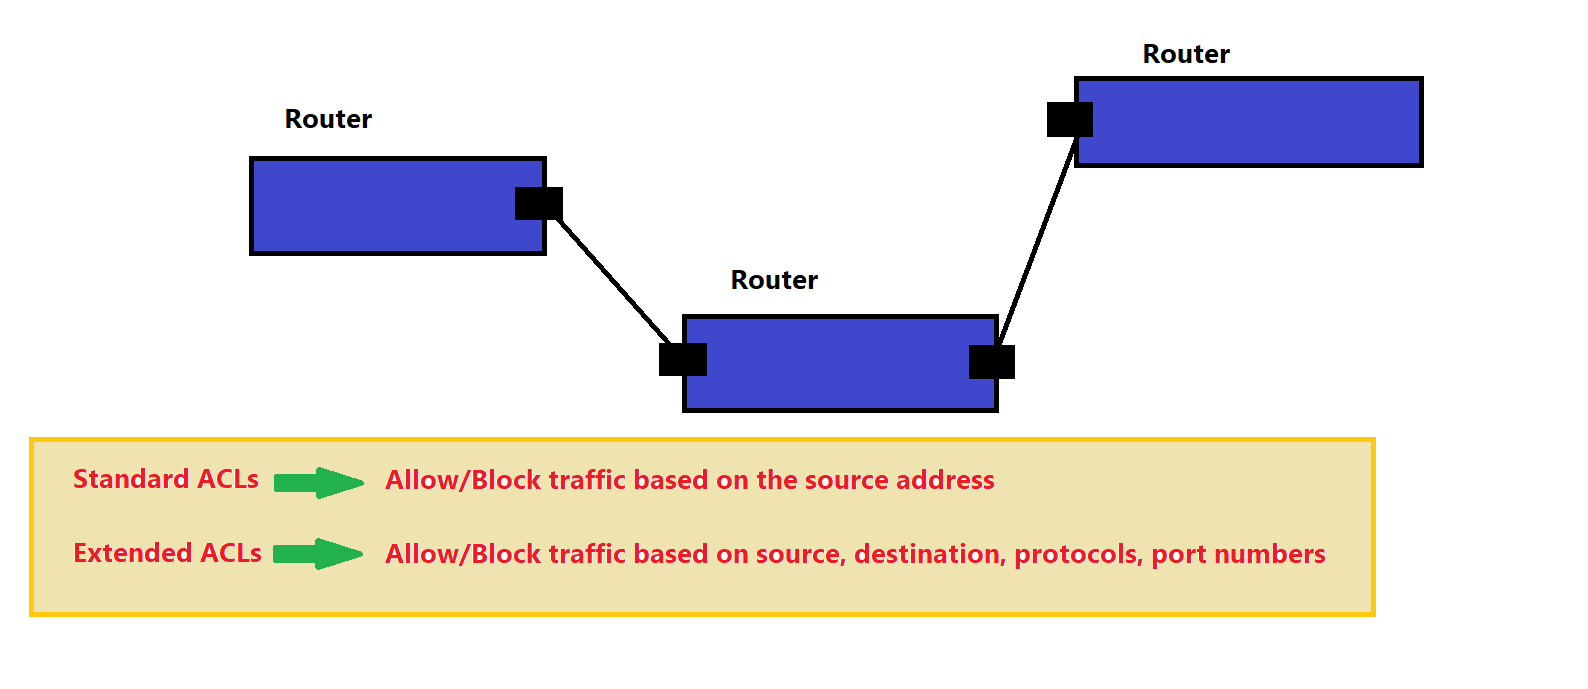 Router
Router
Router
Standard ACLs Allow/Block traffic based on the source address
Extended ACLs Allow/Block traffic based on source, destination, protocols, port numbers